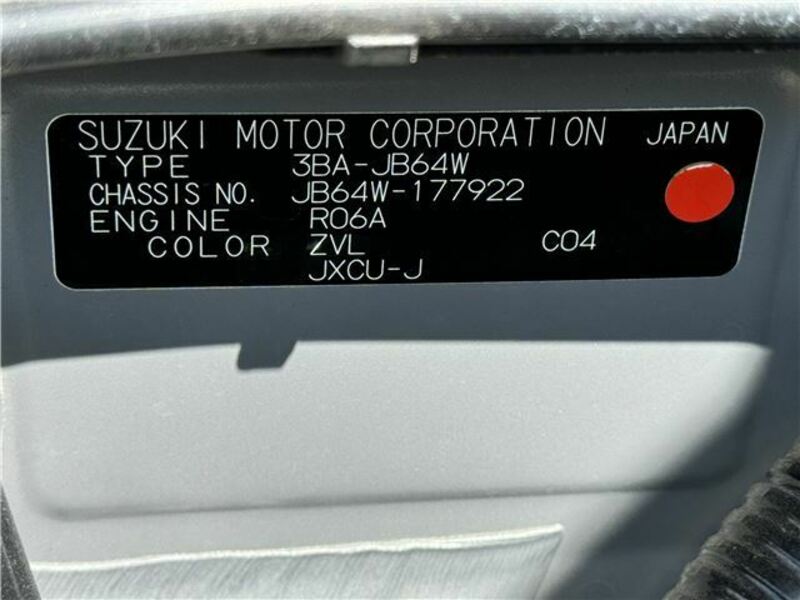 SUZUKI MOTOR CORPORATION JAPAN
TYPE 3BA-JB64W
CHASSIS NO. JB64W-177922
ENGINE R06A
COLOR ZVL C04
JXCU-J